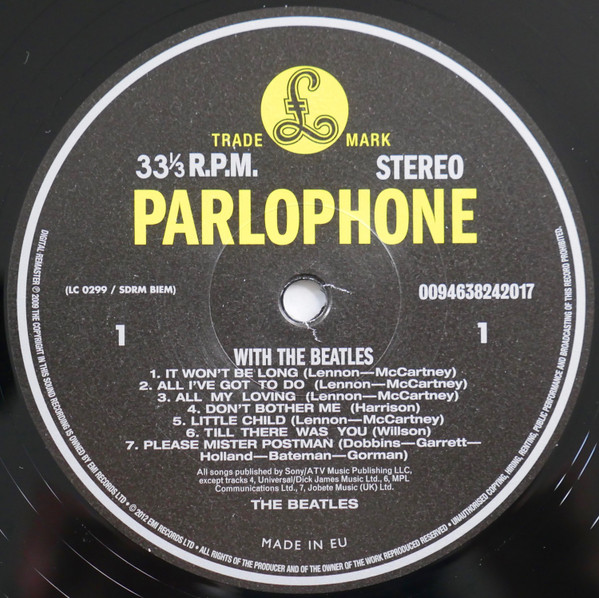 £
TRADE MARK
33⅓ R.P.M. STEREO
PARLOPHONE
(LC 0299 / SDRM BIEM) 0094638242017
1 1
WITH THE BEATLES
1. IT WON'T BE LONG (Lennon—McCartney)
2. ALL I'VE GOT TO DO (Lennon—McCartney)
3. ALL MY LOVING (Lennon—McCartney)
4. DON'T BOTHER ME (Harrison)
5. LITTLE CHILD (Lennon—McCartney)
6. TILL THERE WAS YOU (Willson)
7. PLEASE MISTER POSTMAN (Dobbins—Garrett—
Holland—Bateman—Gorman)
All songs published by Sony/ATV Music Publishing LLC,
except tracks 4, Universal/Dick James Music Ltd., 6, MPL
Communications Ltd., 7, Jobete Music (UK) Ltd.
THE BEATLES
MADE IN EU
DIGITAL REMASTER ℗ 2009 THE COPYRIGHT IN THIS SOUND RECORDING IS OWNED BY EMI RECORDS LTD • © 2012 EMI RECORDS LTD • ALL RIGHTS OF THE PRODUCER AND OF THE OWNER OF THE WORK REPRODUCED RESERVED • UNAUTHORISED COPYING, HIRING, RENTING, PUBLIC PERFORMANCE AND BROADCASTING OF THIS RECORD PROHIBITED.